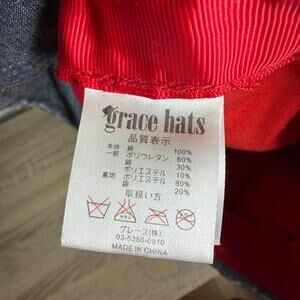 grace hats
品質表示
本体 綿 100%
一部 ポリウレタン 60%
綿 30%
ポリエステル 10%
裏地 ポリエステル 80%
綿 20%
取扱い方
グレース(株)
03-5350-0810
MADE IN CHINA